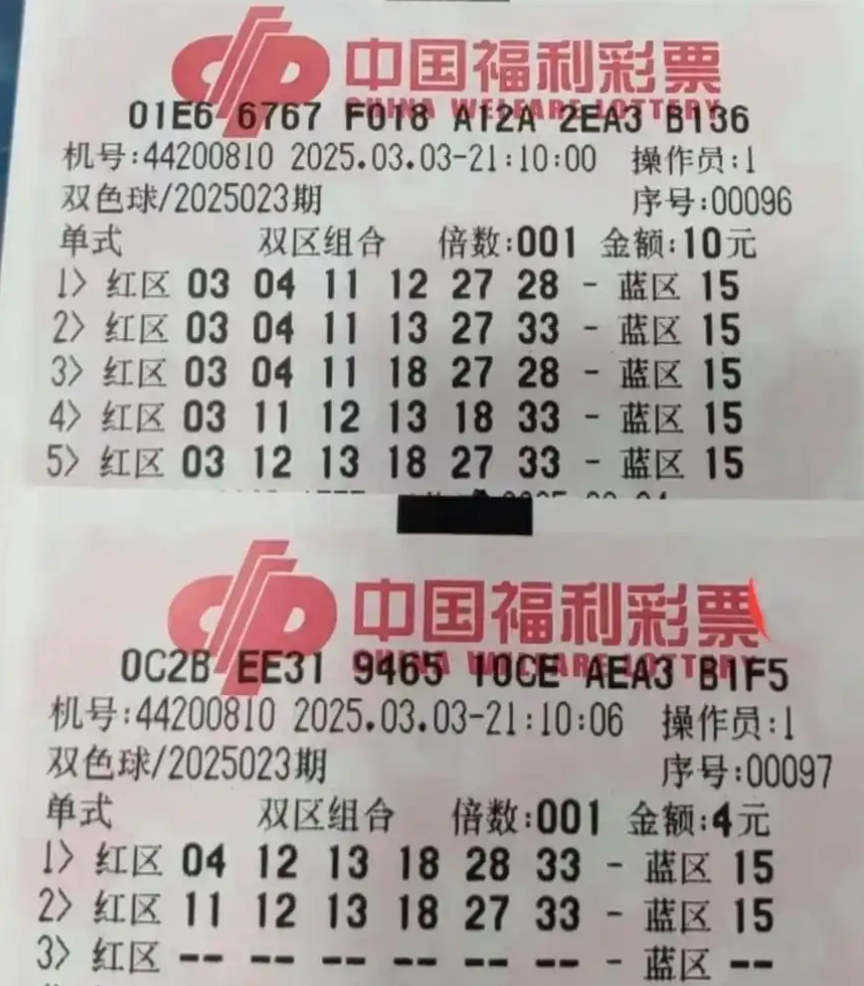 中国福利彩票
CHINA WELFARE LOTTERY
01E6 6767 F018 A12A 2EA3 B136
机号:44200810 2025.03.03-21:10:00 操作员:1
双色球/2025023期 序号:00096
单式 双区组合 倍数:001 金额:10元
1> 红区 03 04 11 12 27 28 - 蓝区 15
2> 红区 03 04 11 13 27 33 - 蓝区 15
3> 红区 03 04 11 18 27 28 - 蓝区 15
4> 红区 03 11 12 13 18 33 - 蓝区 15
5> 红区 03 12 13 18 27 33 - 蓝区 15
中国福利彩票
CHINA WELFARE LOTTERY
0C2B EE31 9465 10CE AEA3 B1F5
机号:44200810 2025.03.03-21:10:06 操作员:1
双色球/2025023期 序号:00097
单式 双区组合 倍数:001 金额:4元
1> 红区 04 12 13 18 28 33 - 蓝区 15
2> 红区 11 12 13 18 27 33 - 蓝区 15
3> 红区 -- -- -- -- -- -- - 蓝区 --